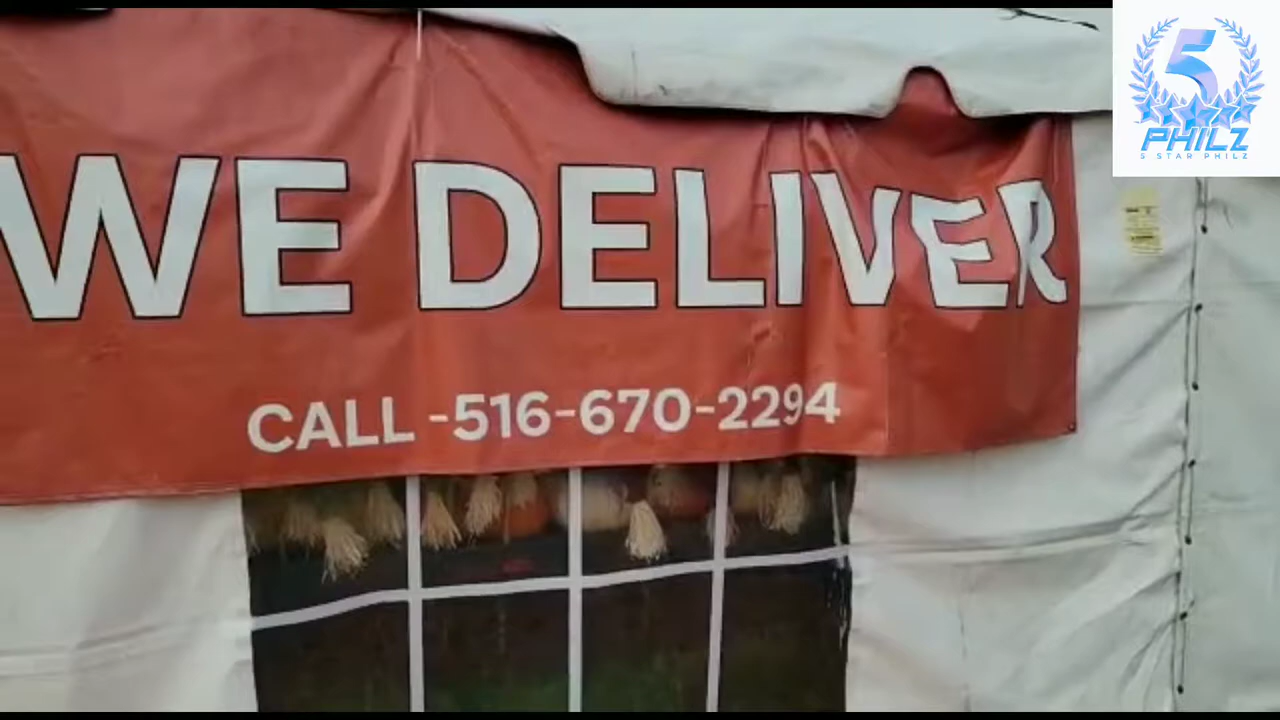 5
PHILZ
5 STAR PHILZ
WE DELIVER
CALL -516-670-2294